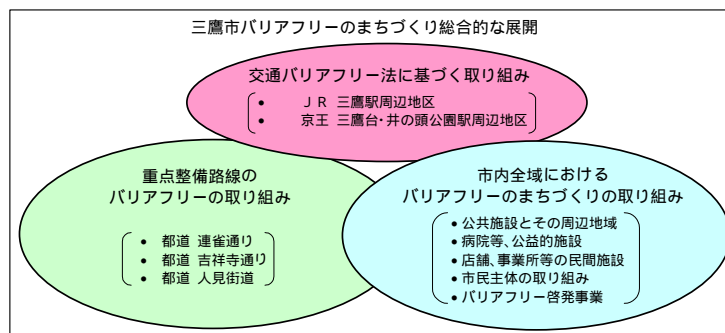 三鷹市バリアフリーのまちづくり総合的な展開
交通バリアフリー法に基づく取り組み
• ＪＲ 三鷹駅周辺地区
• 京王 三鷹台・井の頭公園駅周辺地区
重点整備路線の
バリアフリーの取り組み
• 都道 連雀通り
• 都道 吉祥寺通り
• 都道 人見街道
市内全域における
バリアフリーのまちづくりの取り組み
• 公共施設とその周辺地域
• 病院等、公益的施設
• 店舗、事業所等の民間施設
• 市民主体の取り組み
• バリアフリー啓発事業